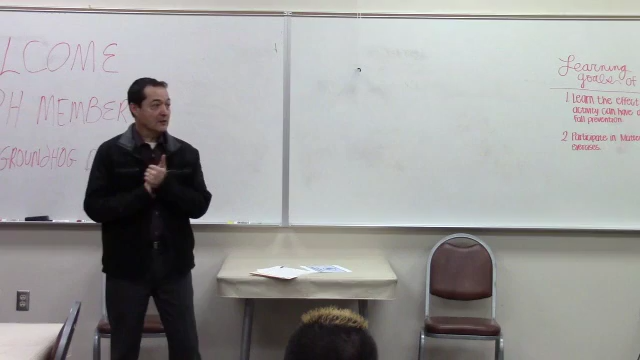 LCOME
PH MEMBER
GROUNDHOG
Learning
goals: of
1. Learn the effect
activity can have
Fall prevention.
2. Participate in
exercises.